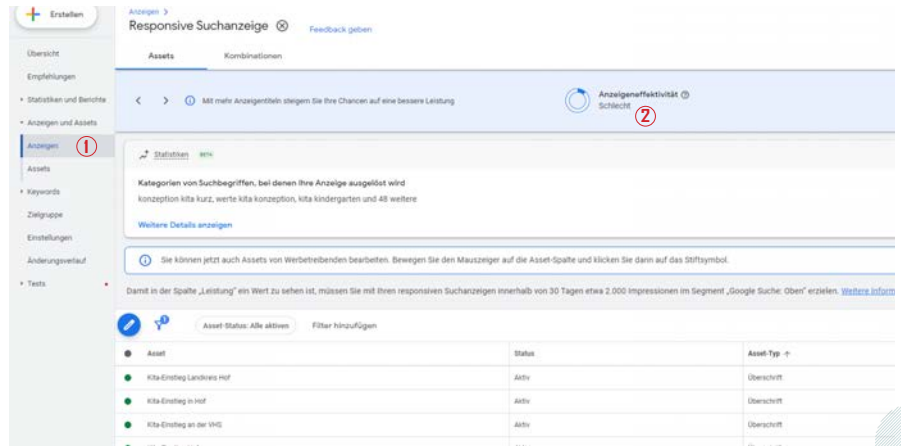 Erstellen
Übersicht
Empfehlungen
Statistiken und Berichte
Anzeigen und Assets
Anzeigen
①
Assets
Keywords
Zielgruppe
Einstellungen
Änderungsverlauf
Tests
Anzeigen >
Responsive Suchanzeige
Feedback geben
Assets Kombinationen
Mit mehr Anzeigentiteln steigern Sie Ihre Chancen auf eine bessere Leistung
Anzeigeneffektivität
Schlecht
②
Statistiken BETA
Kategorien von Suchbegriffen, bei denen Ihre Anzeige ausgelöst wird
konzeption kita kurz, werte kita konzeption, kita kindergarten und 48 weitere
Weitere Details anzeigen
Sie können jetzt auch Assets von Werbetreibenden bearbeiten. Bewegen Sie den Mauszeiger auf die Asset-Spalte und klicken Sie dann auf das Stiftsymbol.
Damit in der Spalte „Leistung" ein Wert zu sehen ist, müssen Sie mit Ihren responsiven Suchanzeigen innerhalb von 30 Tagen etwa 2.000 Impressionen im Segment „Google Suche: Oben" erzielen. Weitere inform
Asset-Status: Alle aktiven Filter hinzufügen
Asset Status Asset-Typ
Kita-Einstieg Landkreis Hof Aktiv Überschrift
Kita-Einstieg in Hof Aktiv Überschrift
Kita-Einstieg an der VHS Aktiv Überschrift